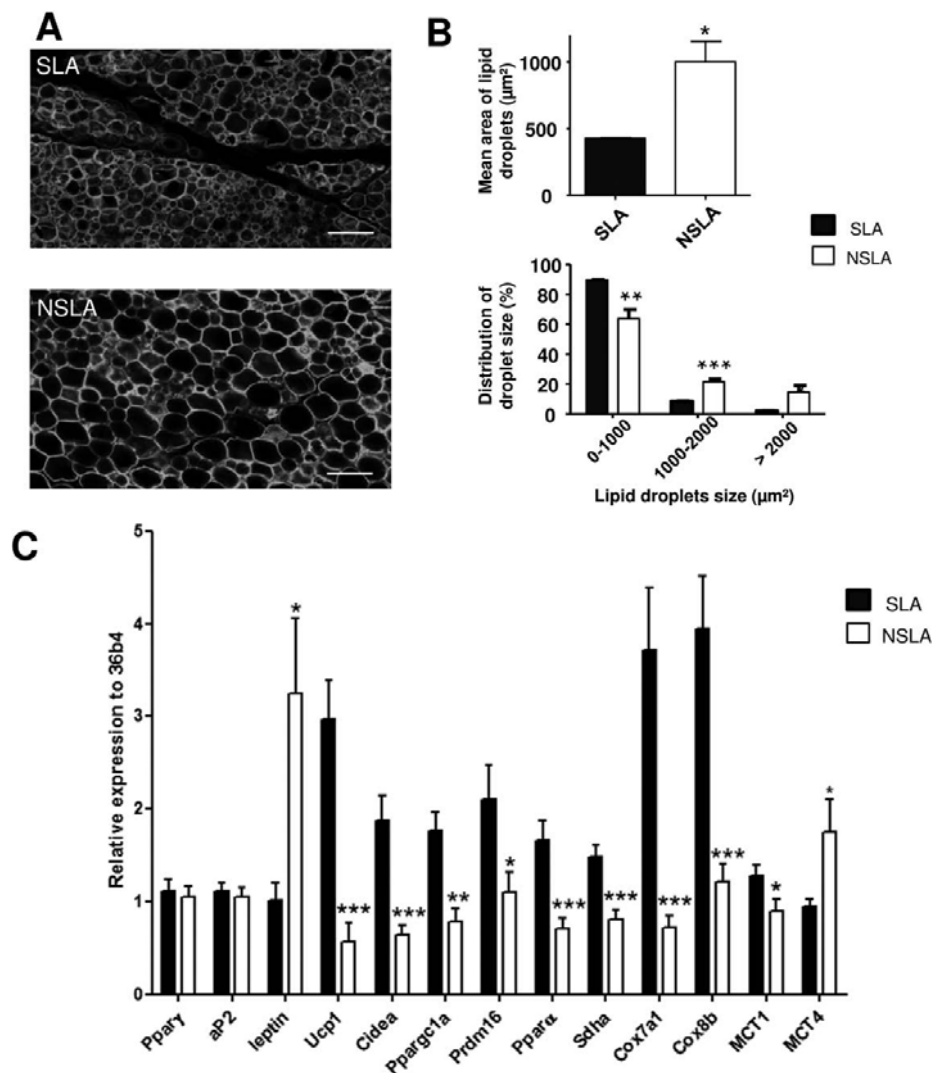 A
SLA
NSLA
B
Mean area of lipid
droplets (µm²)
1000
500
0
*
SLA
NSLA
SLA
NSLA
Distribution of
droplet size (%)
100
80
60
40
20
0
**
***
0-1000
1000-2000
> 2000
Lipid droplets size (µm²)
C
Relative expression to 36b4
5
4
3
2
1
0
*
***
***
**
*
***
***
***
***
*
*
SLA
NSLA
Pparγ
aP2
leptin
Ucp1
Cidea
Ppargc1a
Prdm16
Pparα
Sdha
Cox7a1
Cox8b
MCT1
MCT4